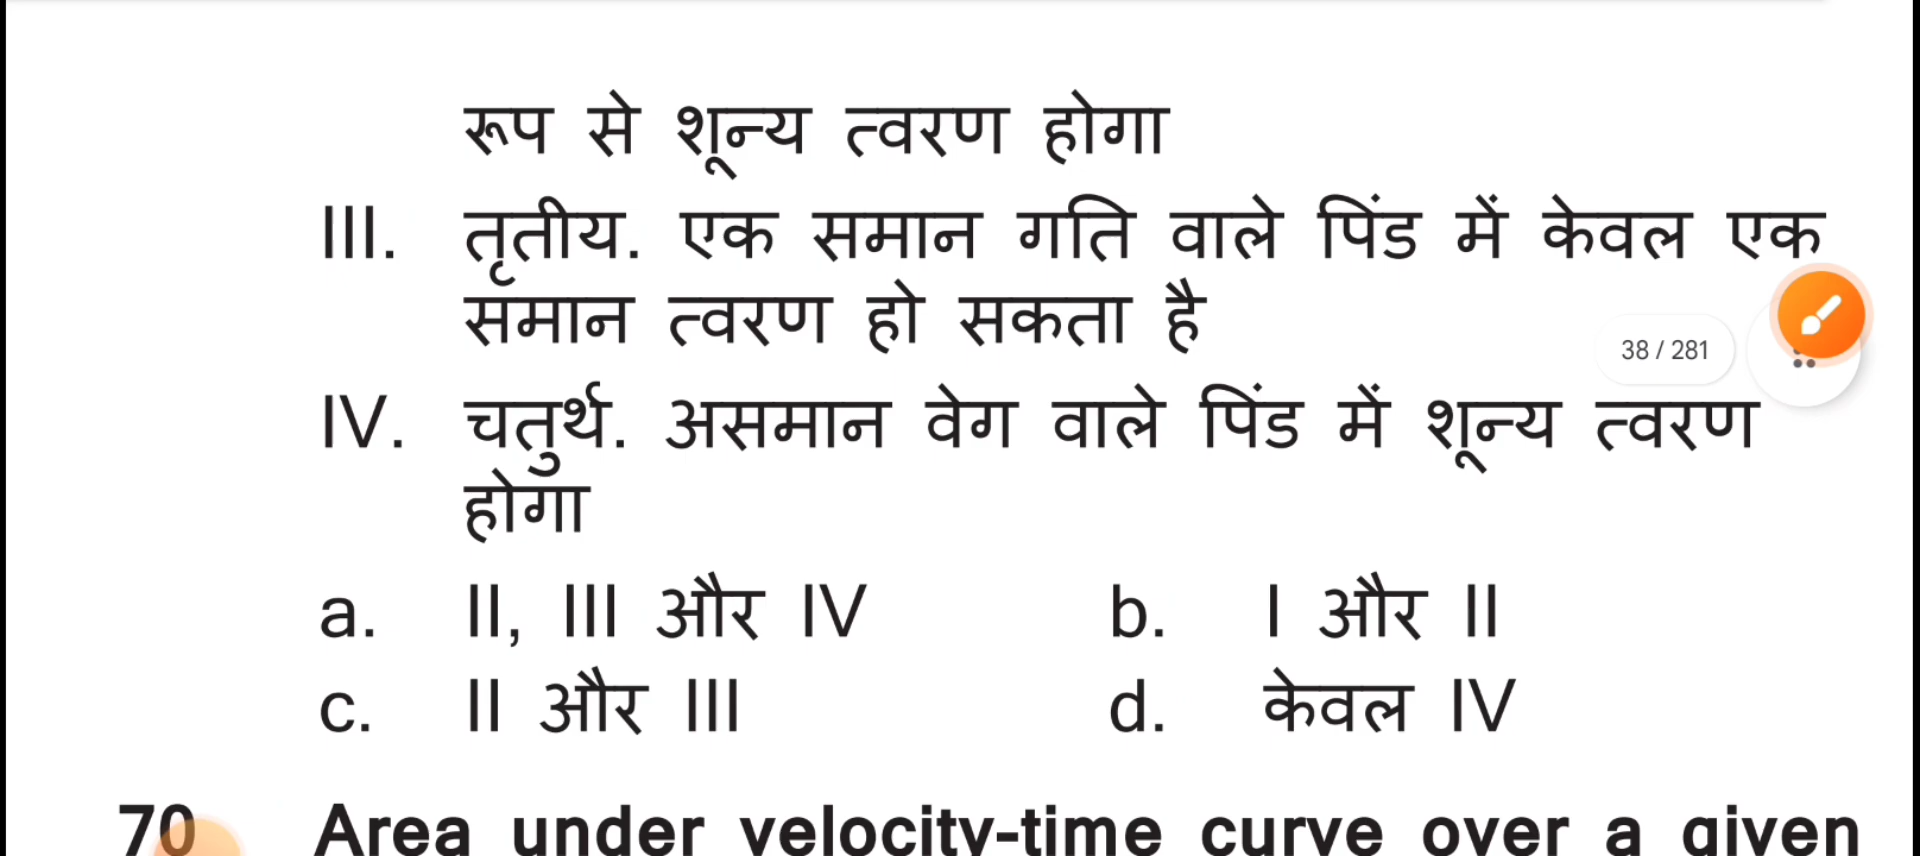 रूप से शून्य त्वरण होगा
III. तृतीय. एक समान गति वाले पिंड में केवल एक
समान त्वरण हो सकता है
38 / 281
IV. चतुर्थ. असमान वेग वाले पिंड में शून्य त्वरण
होगा
a. II, III और IV b. I और II
c. II और III d. केवल IV
70 Area under velocity-time curve over a given